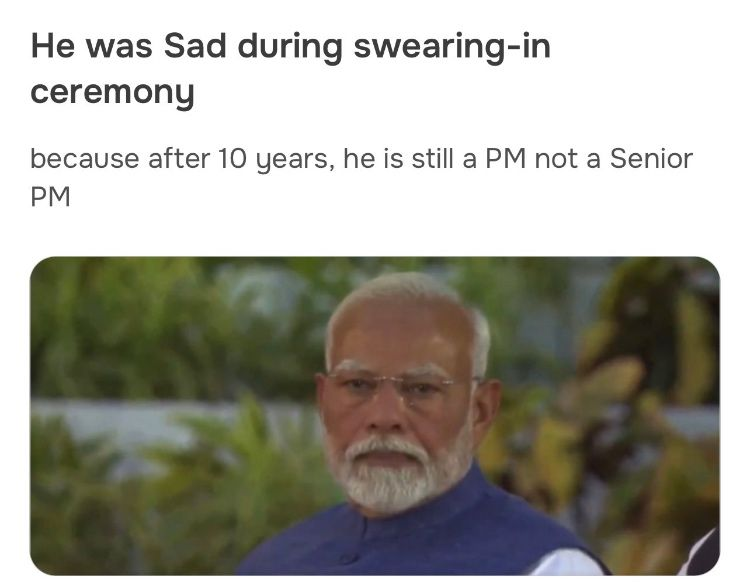 He was Sad during swearing-in
ceremony
because after 10 years, he is still a PM not a Senior
PM